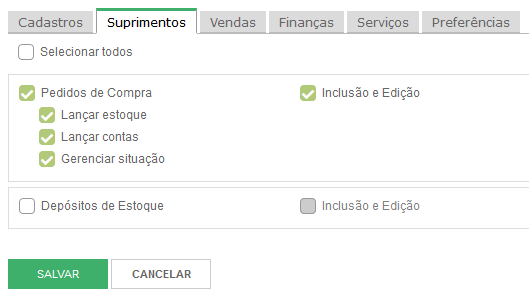 Cadastros Suprimentos Vendas Finanças Serviços Preferências
Selecionar todos
Pedidos de Compra Inclusão e Edição
Lançar estoque
Lançar contas
Gerenciar situação
Depósitos de Estoque Inclusão e Edição
SALVAR CANCELAR